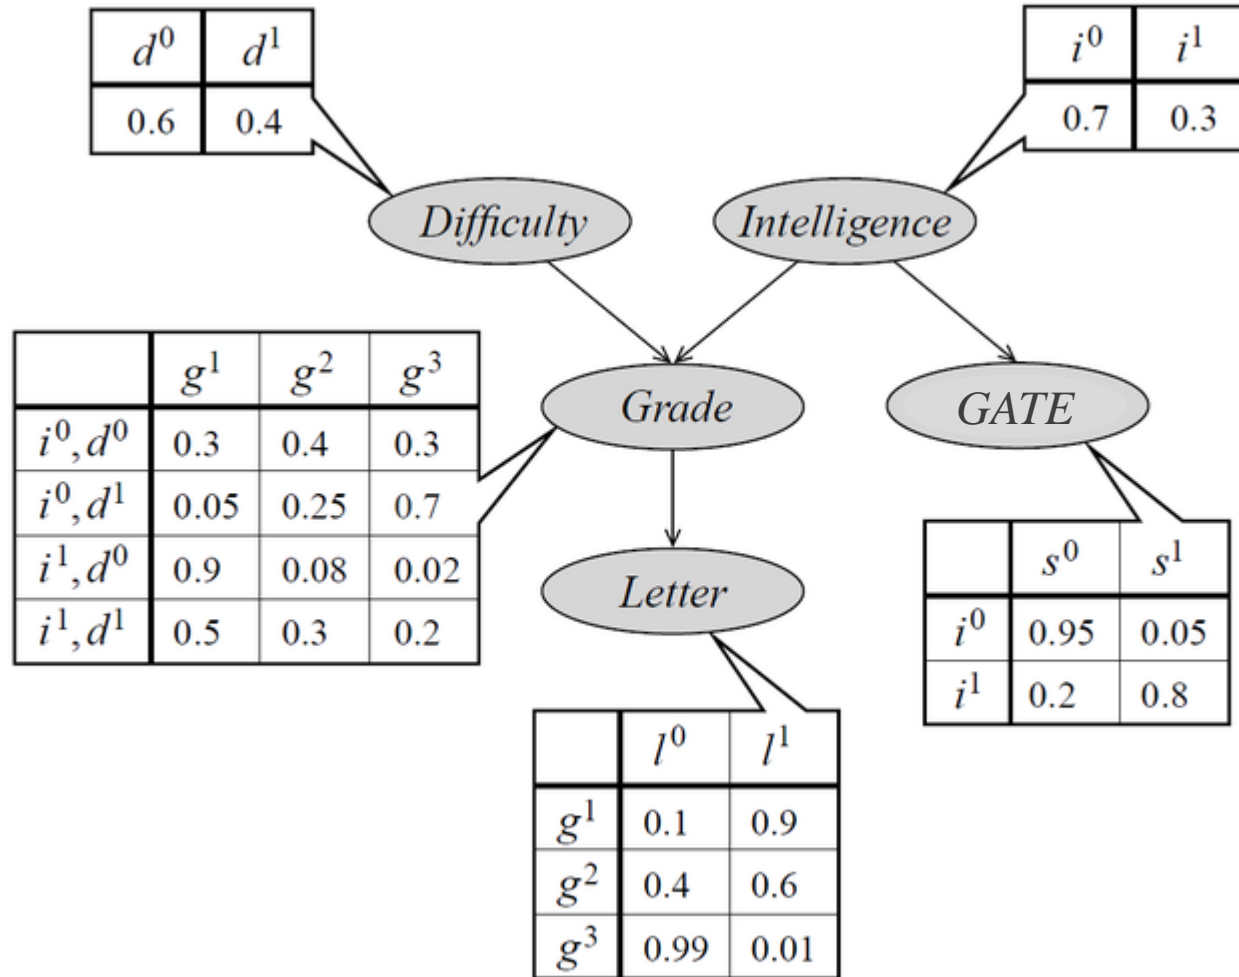 d⁰ d¹
0.6 0.4
i⁰ i¹
0.7 0.3
Difficulty
Intelligence
g¹ g² g³
i⁰,d⁰ 0.3 0.4 0.3
i⁰,d¹ 0.05 0.25 0.7
i¹,d⁰ 0.9 0.08 0.02
i¹,d¹ 0.5 0.3 0.2
Grade
GATE
Letter
s⁰ s¹
i⁰ 0.95 0.05
i¹ 0.2 0.8
l⁰ l¹
g¹ 0.1 0.9
g² 0.4 0.6
g³ 0.99 0.01